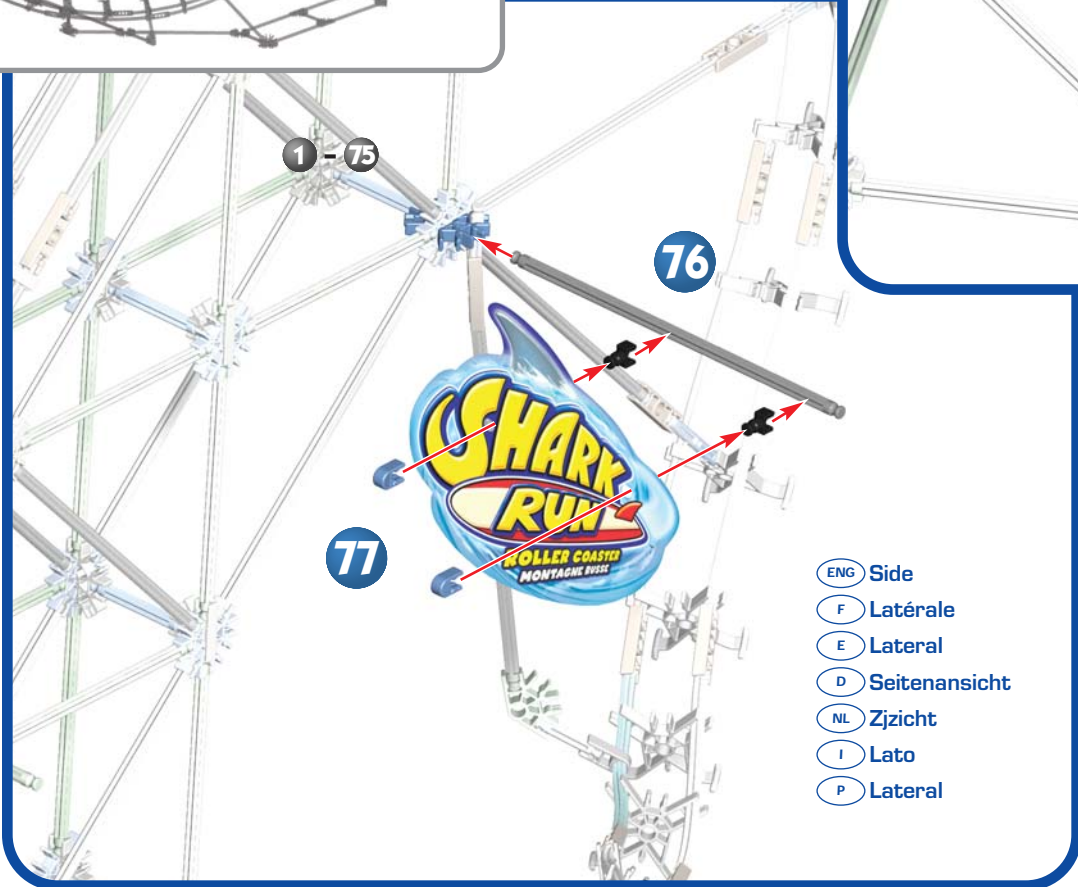 1 - 75
76
SHARK
RUN
ROLLER COASTER
MONTAGNE RUSSE
77
ENG Side
F Latérale
E Lateral
D Seitenansicht
NL Zjzicht
I Lato
P Lateral